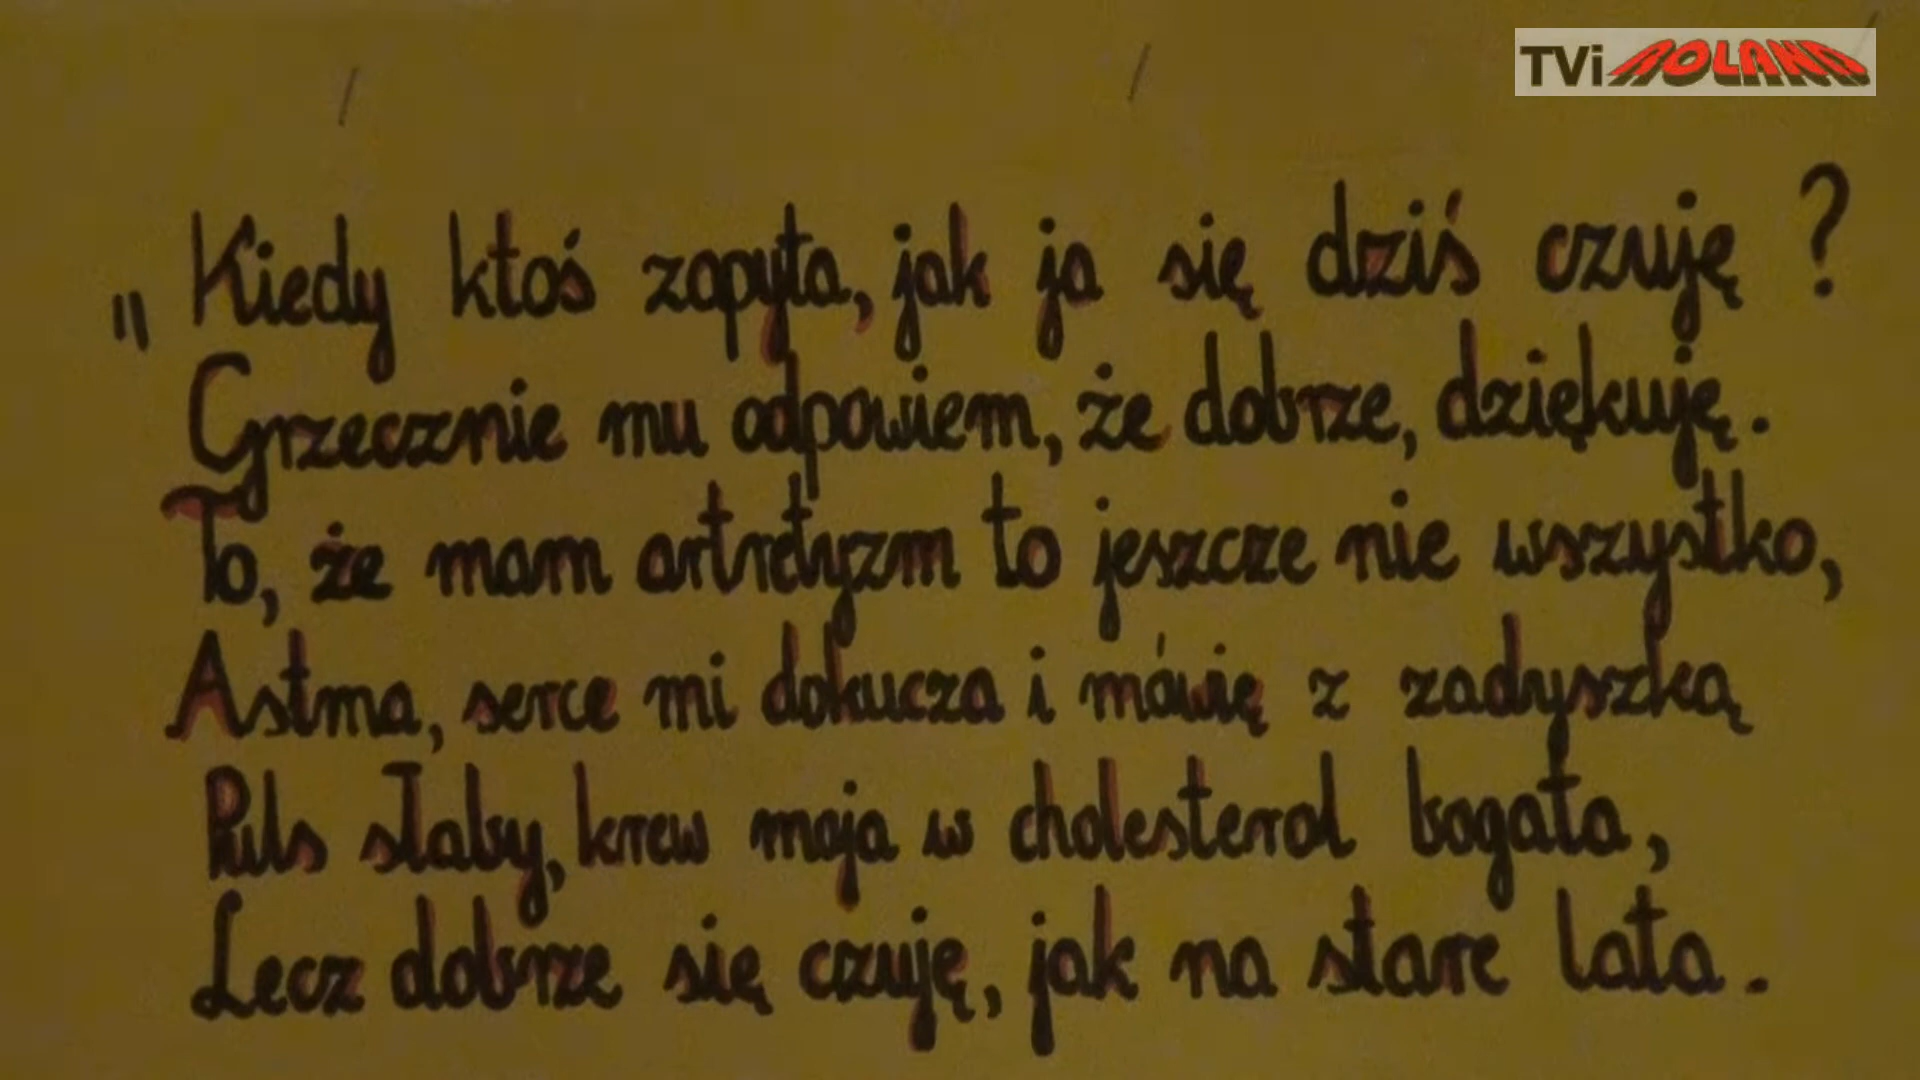 TVi ROLAND
„Kiedy ktoś zapyta, jak ja się dziś czuję ?
Grzecznie mu odpowiem, że dobrze, dziękuję.
To, że mam artretyzm to jeszcze nie wszystko,
Astma, serce mi dokucza i mówię z zadyszką
Puls słaby, krew moja w cholesterol bogata,
Lecz dobrze się czuję, jak na stare lata.